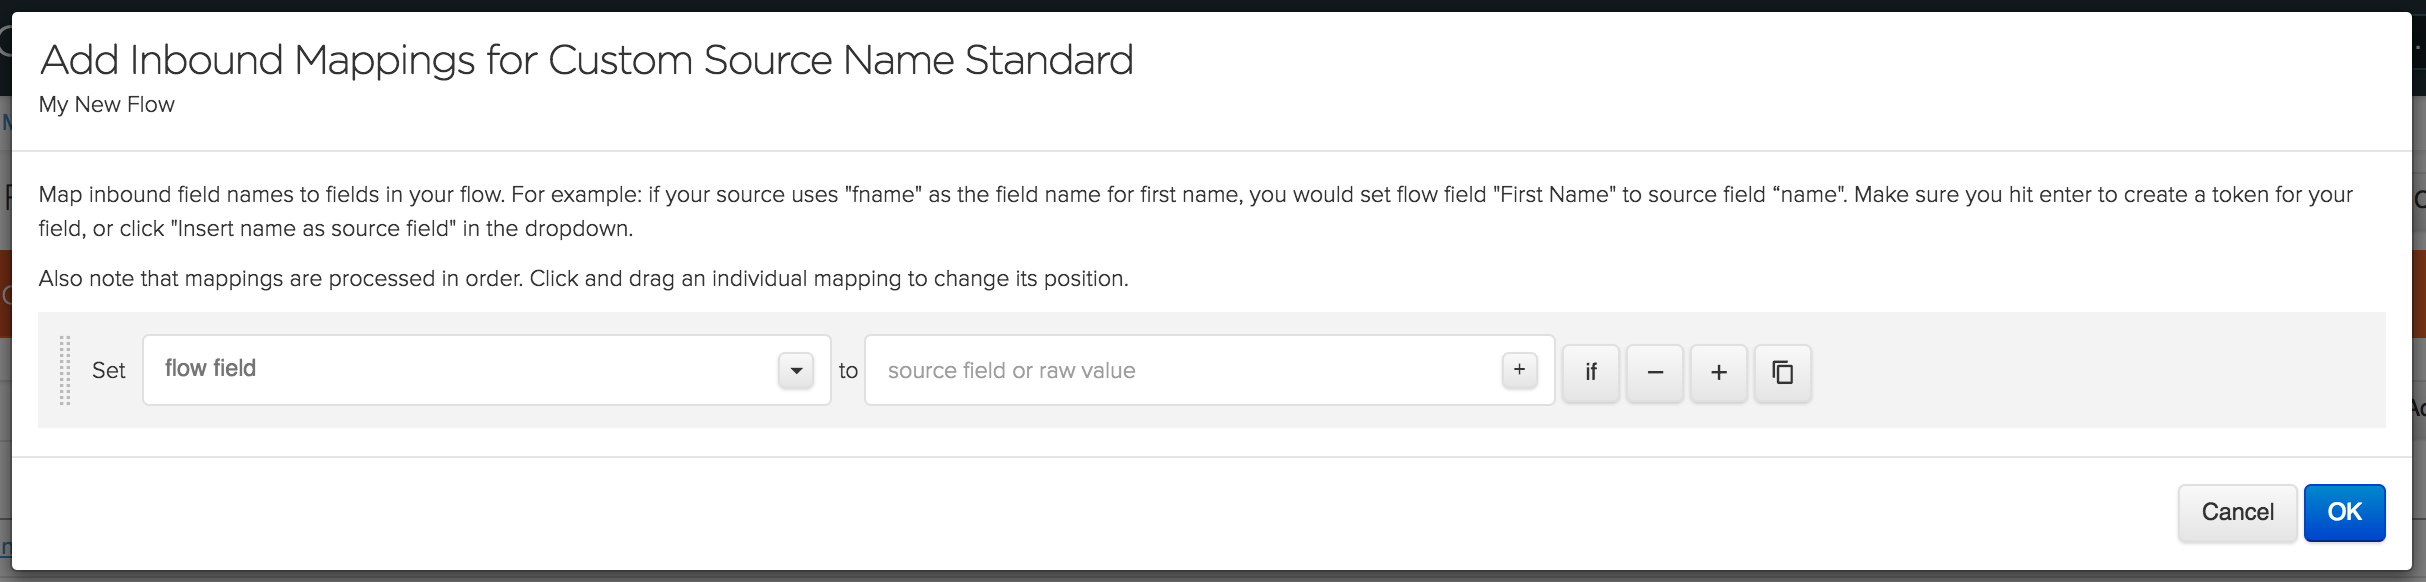 Add Inbound Mappings for Custom Source Name Standard
My New Flow
Map inbound field names to fields in your flow. For example: if your source uses "fname" as the field name for first name, you would set flow field "First Name" to source field “name". Make sure you hit enter to create a token for your
field, or click "Insert name as source field" in the dropdown.
Also note that mappings are processed in order. Click and drag an individual mapping to change its position.
Set flow field to source field or raw value + if − +
Cancel OK